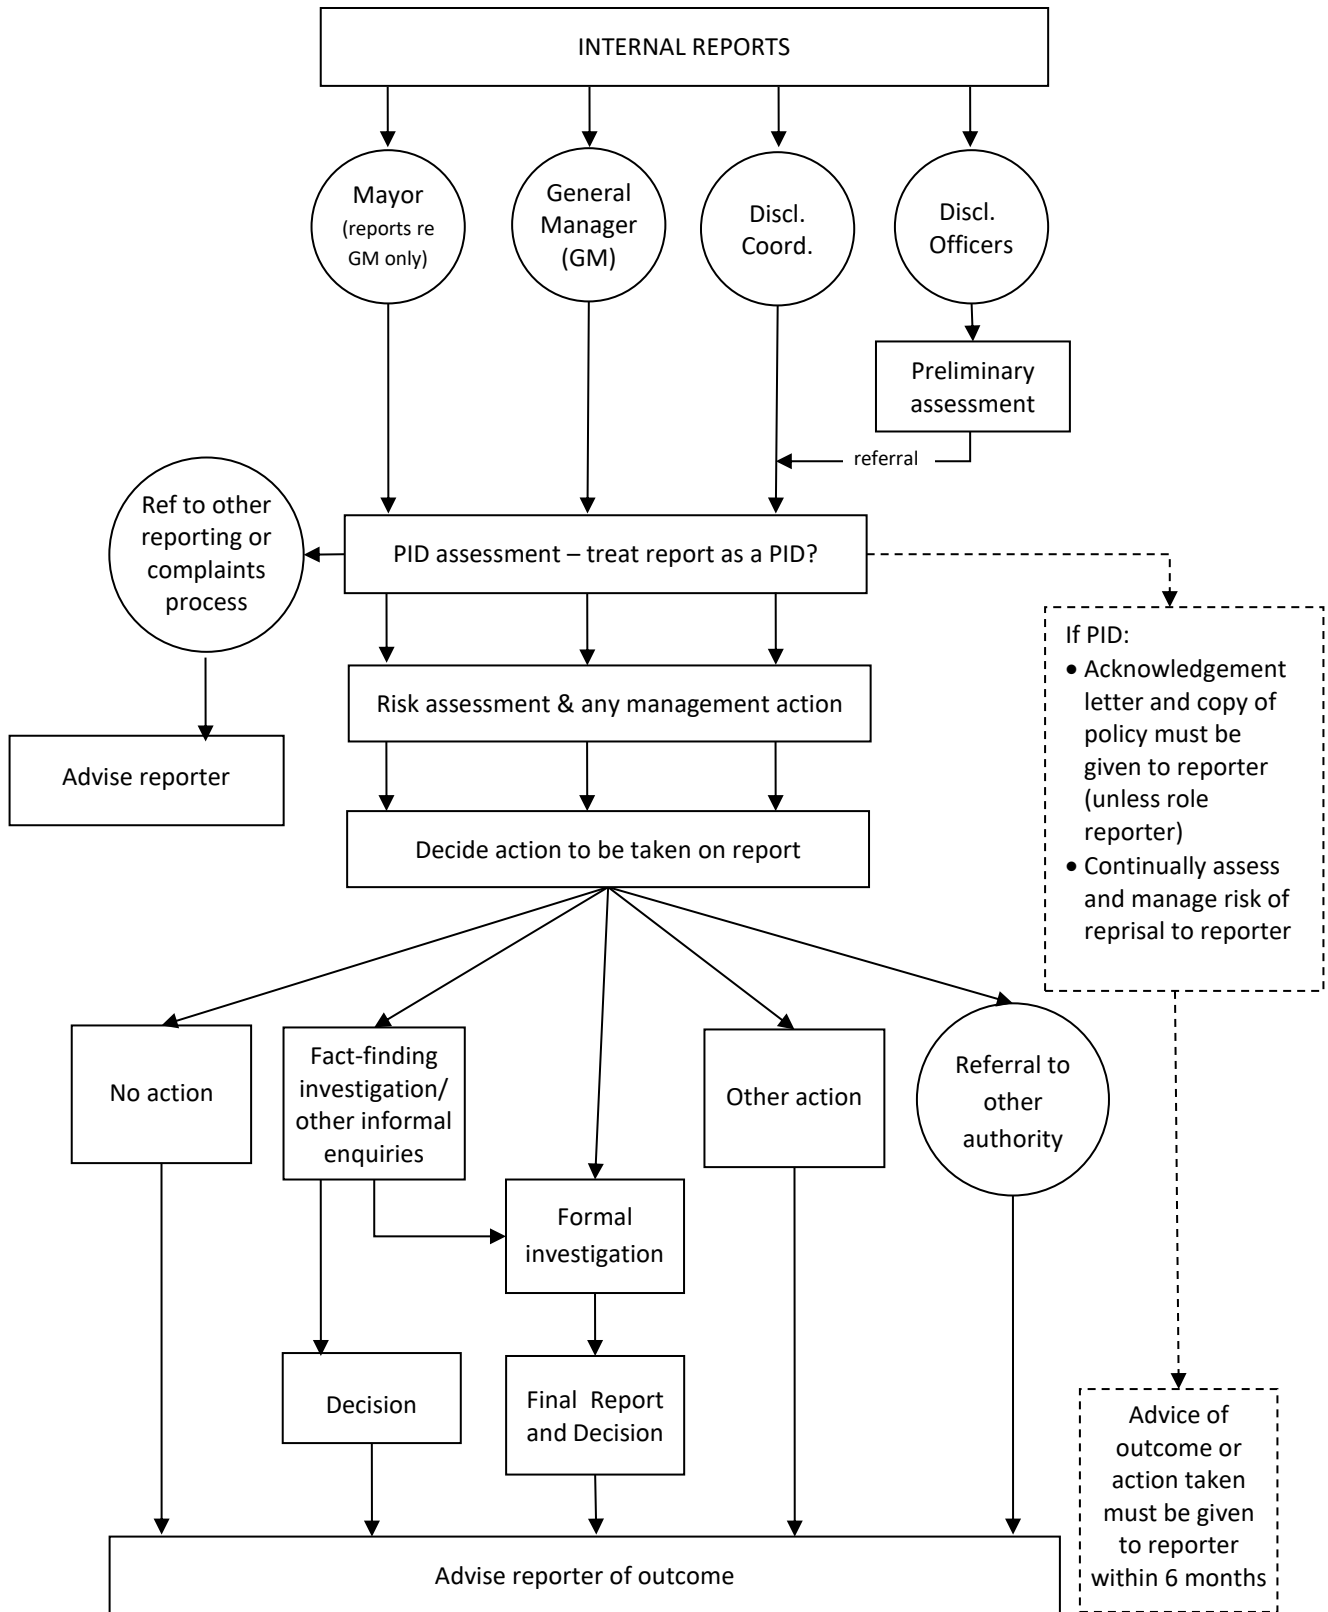 INTERNAL REPORTS
Mayor
(reports re
GM only)
General
Manager
(GM)
Discl.
Coord.
Discl.
Officers
Preliminary
assessment
referral
Ref to other
reporting or
complaints
process
PID assessment – treat report as a PID?
If PID:
• Acknowledgement
letter and copy of
policy must be
given to reporter
(unless role
reporter)
• Continually assess
and manage risk of
reprisal to reporter
Risk assessment & any management action
Advise reporter
Decide action to be taken on report
No action
Fact-finding
investigation/
other informal
enquiries
Formal
investigation
Other action
Referral to
other
authority
Decision
Final Report
and Decision
Advice of
outcome or
action taken
must be given
to reporter
within 6 months
Advise reporter of outcome